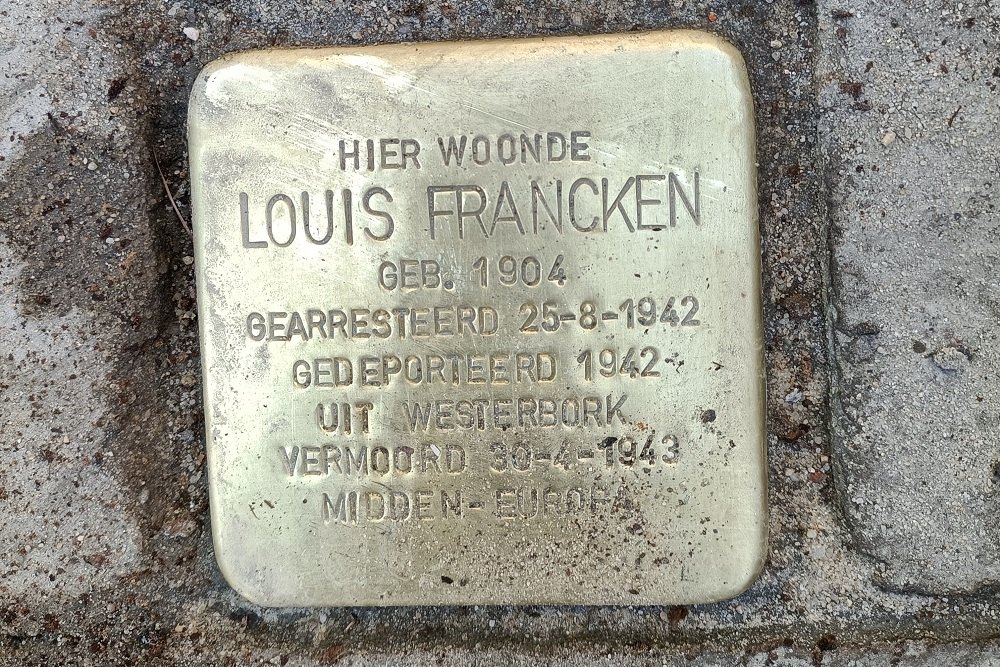 HIER WOONDE
LOUIS FRANCKEN
GEB. 1904
GEARRESTEERD 25-8-1942
GEDEPORTEERD 1942
UIT WESTERBORK
VERMOORD 30-4-1943
MIDDEN-EUROPA